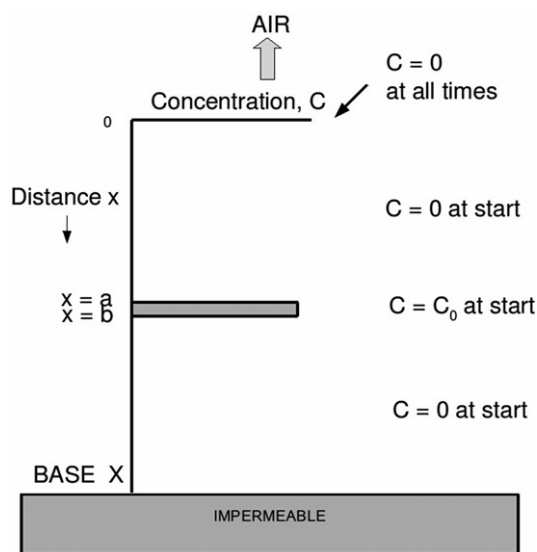 AIR
C = 0
at all times
Concentration, C
0
Distance x
C = 0 at start
x = a
x = b
C = C₀ at start
C = 0 at start
BASE X
IMPERMEABLE